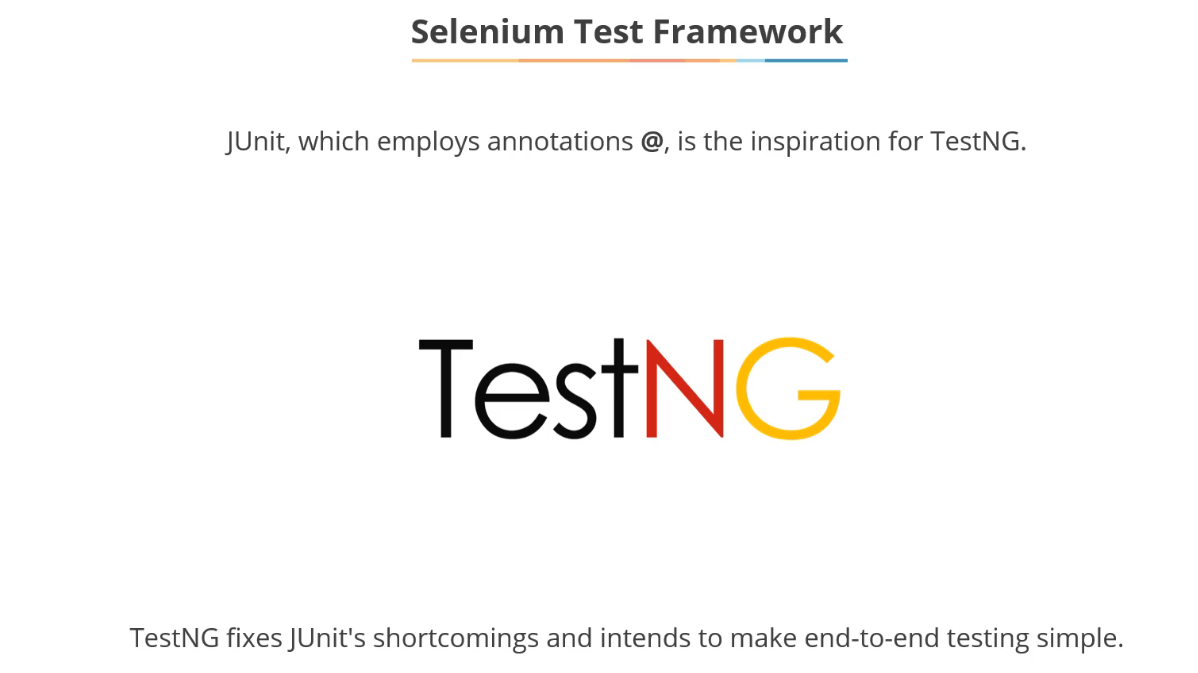 Selenium Test Framework
JUnit, which employs annotations @, is the inspiration for TestNG.
TestNG
TestNG fixes JUnit's shortcomings and intends to make end-to-end testing simple.